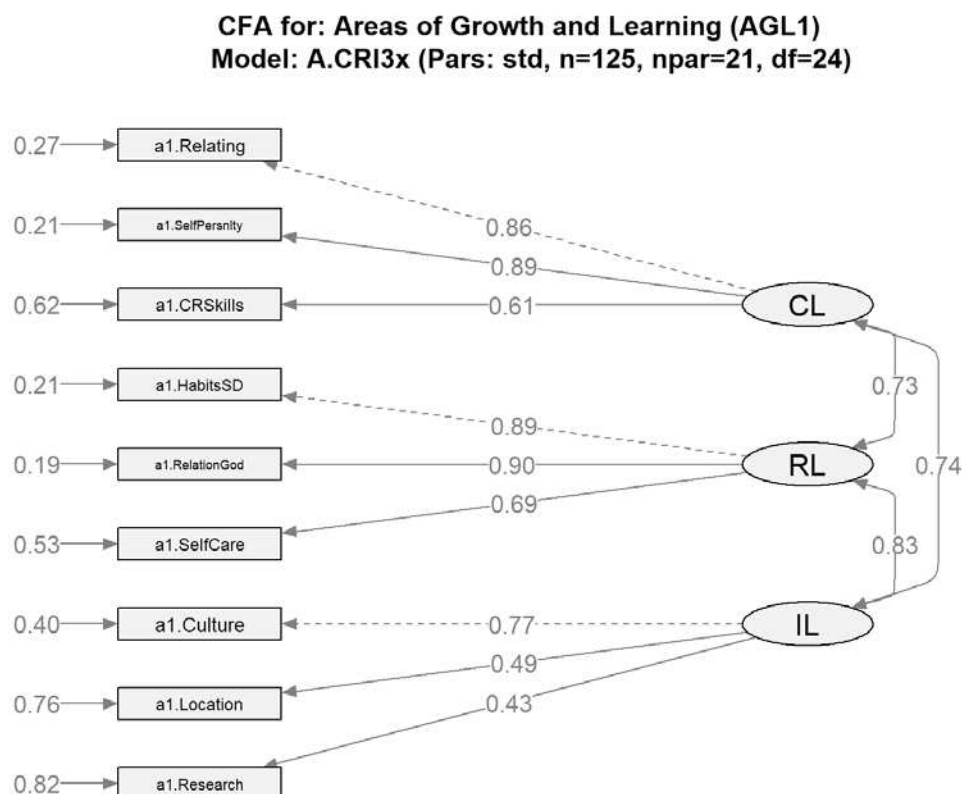 CFA for: Areas of Growth and Learning (AGL1)
Model: A.CRI3x (Pars: std, n=125, npar=21, df=24)
0.27 a1.Relating
0.86
0.21 a1.SelfPersnlty
0.89
0.62 a1.CRSkills 0.61 CL
0.21 a1.HabitsSD
0.73
0.89
0.19 a1.RelationGod 0.90 RL 0.74
0.69
0.53 a1.SelfCare 0.83
0.40 a1.Culture 0.77 IL
0.49
0.76 a1.Location 0.43
0.82 a1.Research